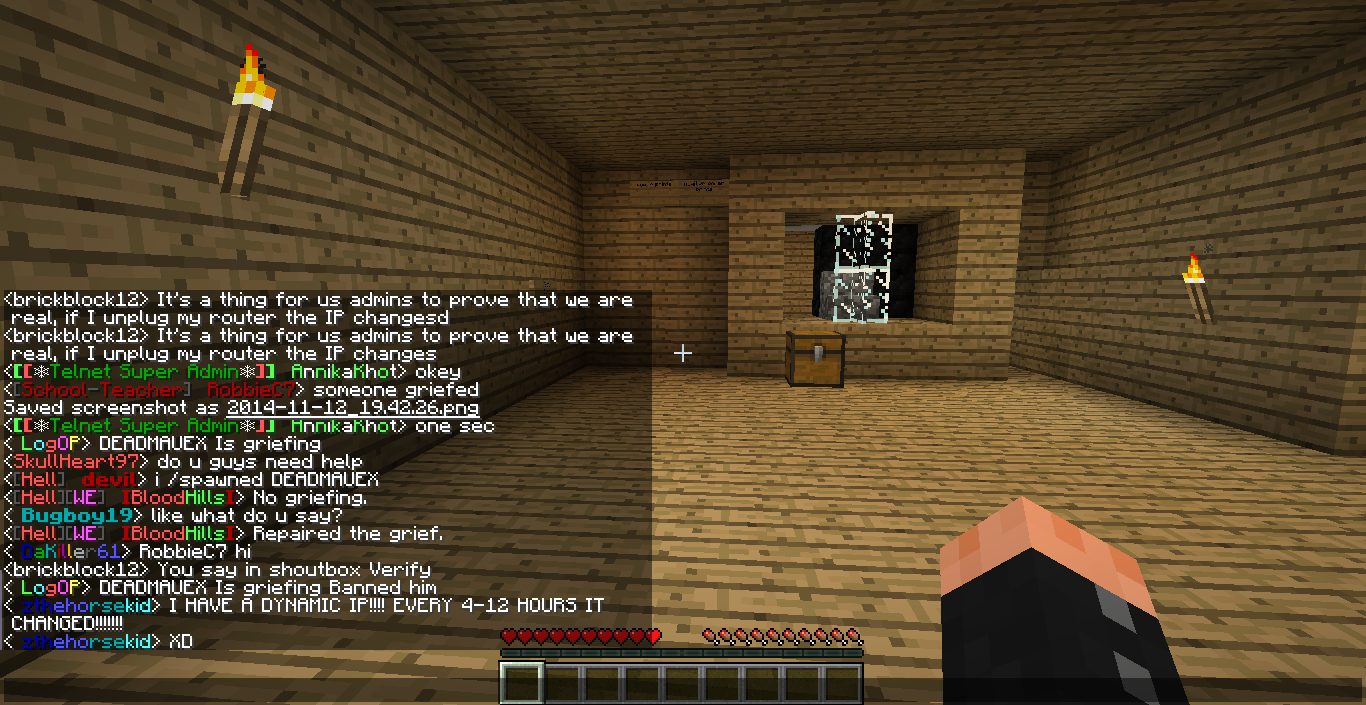 <brickblock12> It's a thing for us admins to prove that we are
real, if I unplug my router the IP changesd
<brickblock12> It's a thing for us admins to prove that we are
real, if I unplug my router the IP changes
<[[✵Telnet Super Admin✵]] AnnikaKhot> okey
<[School-Teacher] RobbieC7> someone griefed
Saved screenshot as 2014-11-12_19.42.26.png
<[[✵Telnet Super Admin✵]] AnnikaKhot> one sec
< LogOP> DEADMAUEX Is griefing
<SkullHeart97> do u guys need help
<[Hell] devil> i /spawned DEADMAUEX
<[Hell][WE] IBloodHillsI> No griefing.
< Bugboy19> like what do u say?
<[Hell][WE] IBloodHillsI> Repaired the grief.
< DaKiller61> RobbieC7 hi
<brickblock12> You say in shoutbox Verify
< LogOP> DEADMAUEX Is griefing Banned him
< zthehorsekid> I HAVE A DYNAMIC IP!!!! EVERY 4-12 HOURS IT
CHANGED!!!!!!!
< zthehorsekid> XD